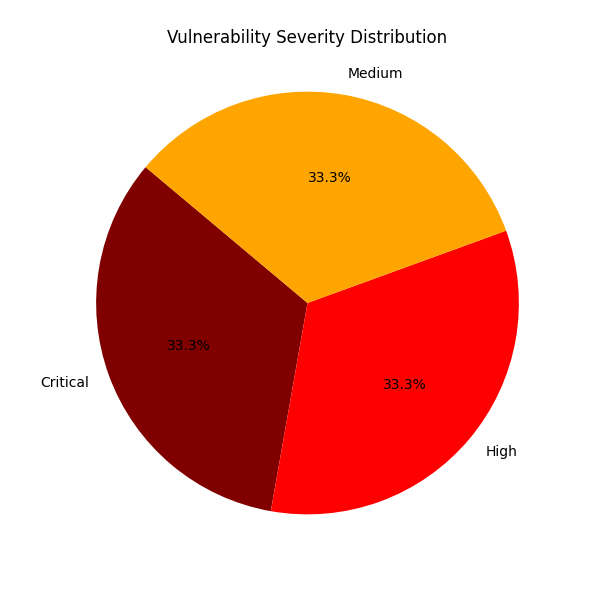 Vulnerability Severity Distribution
Medium
33.3%
33.3%
Critical
33.3%
High